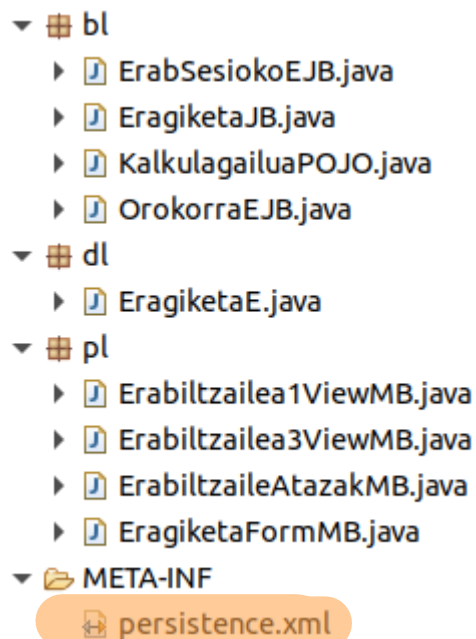 bl
ErabSesiokoEJB.java
EragiketaJB.java
KalkulagailuaPOJO.java
OrokorraEJB.java
dl
EragiketaE.java
pl
Erabiltzailea1ViewMB.java
Erabiltzailea3ViewMB.java
ErabiltzaileAtazakMB.java
EragiketaFormMB.java
META-INF
persistence.xml